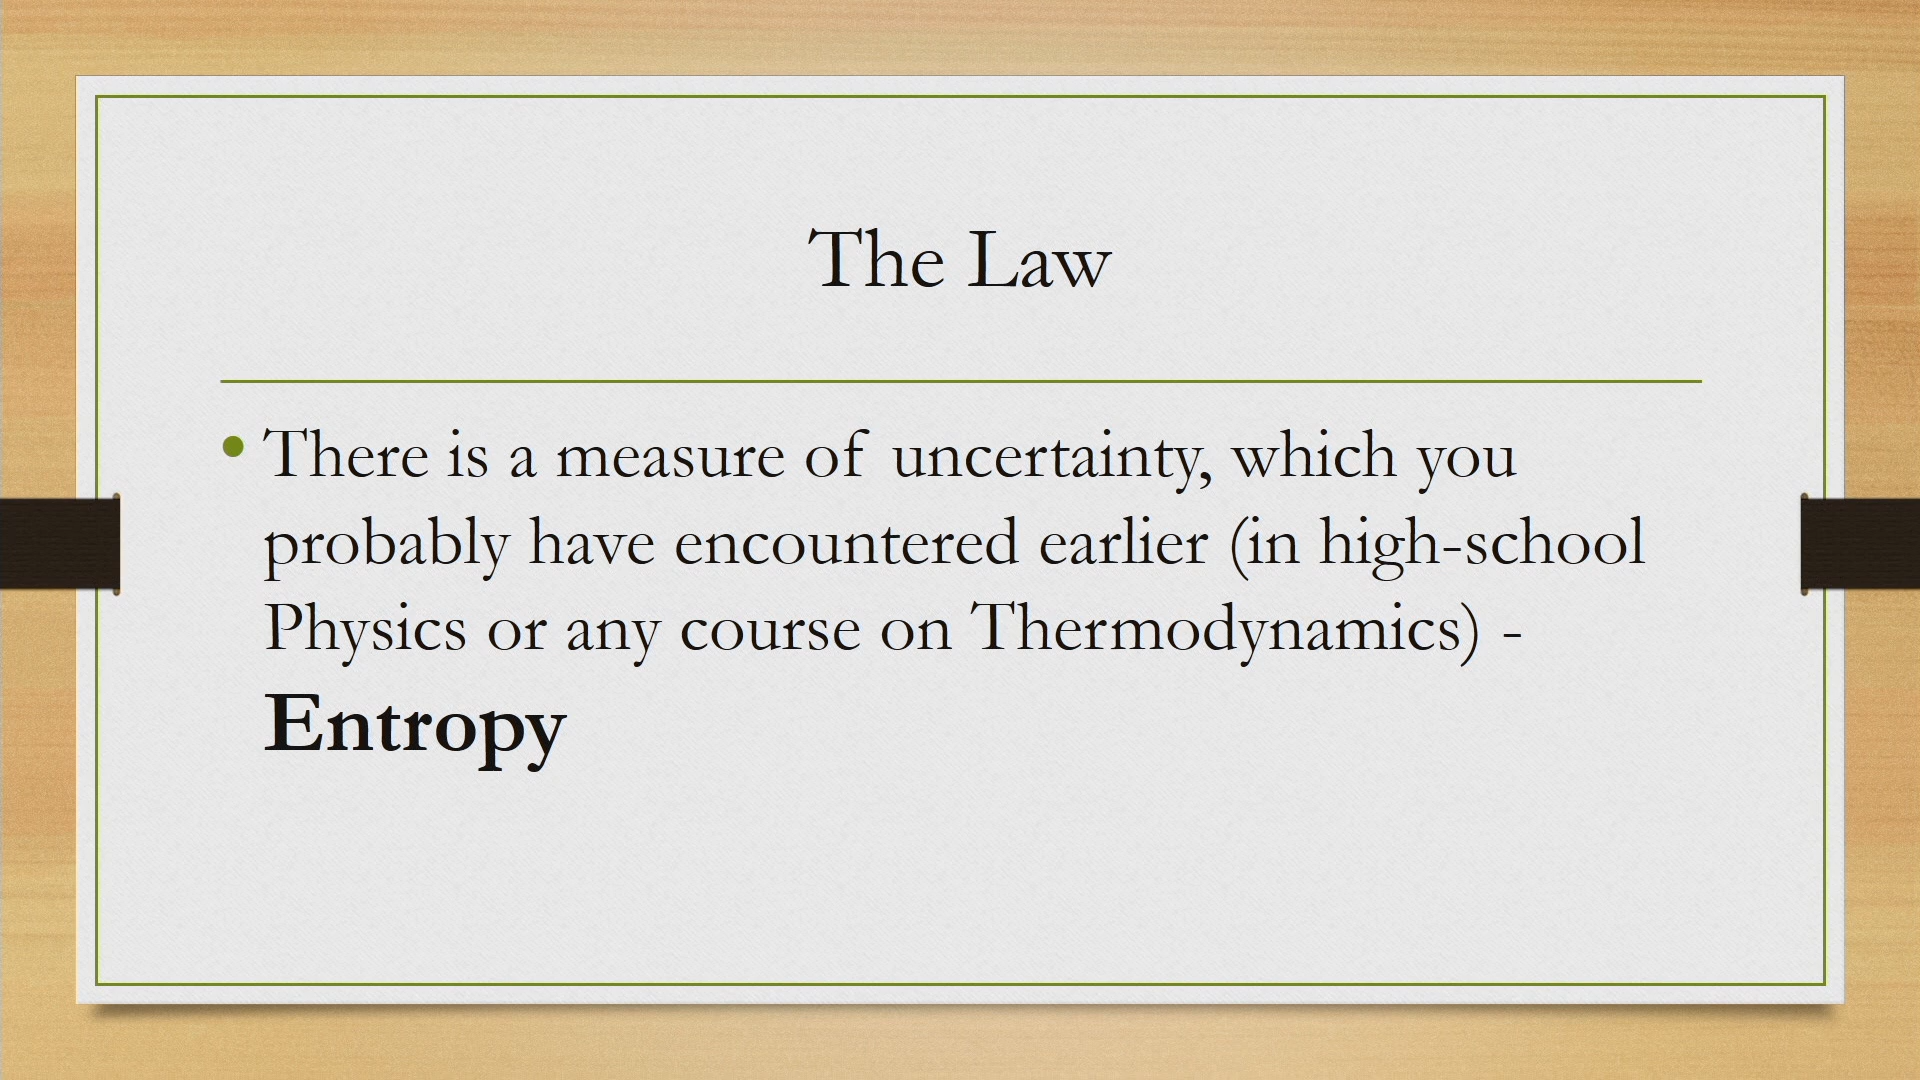 The Law
• There is a measure of uncertainty, which you
probably have encountered earlier (in high-school
Physics or any course on Thermodynamics) -
Entropy